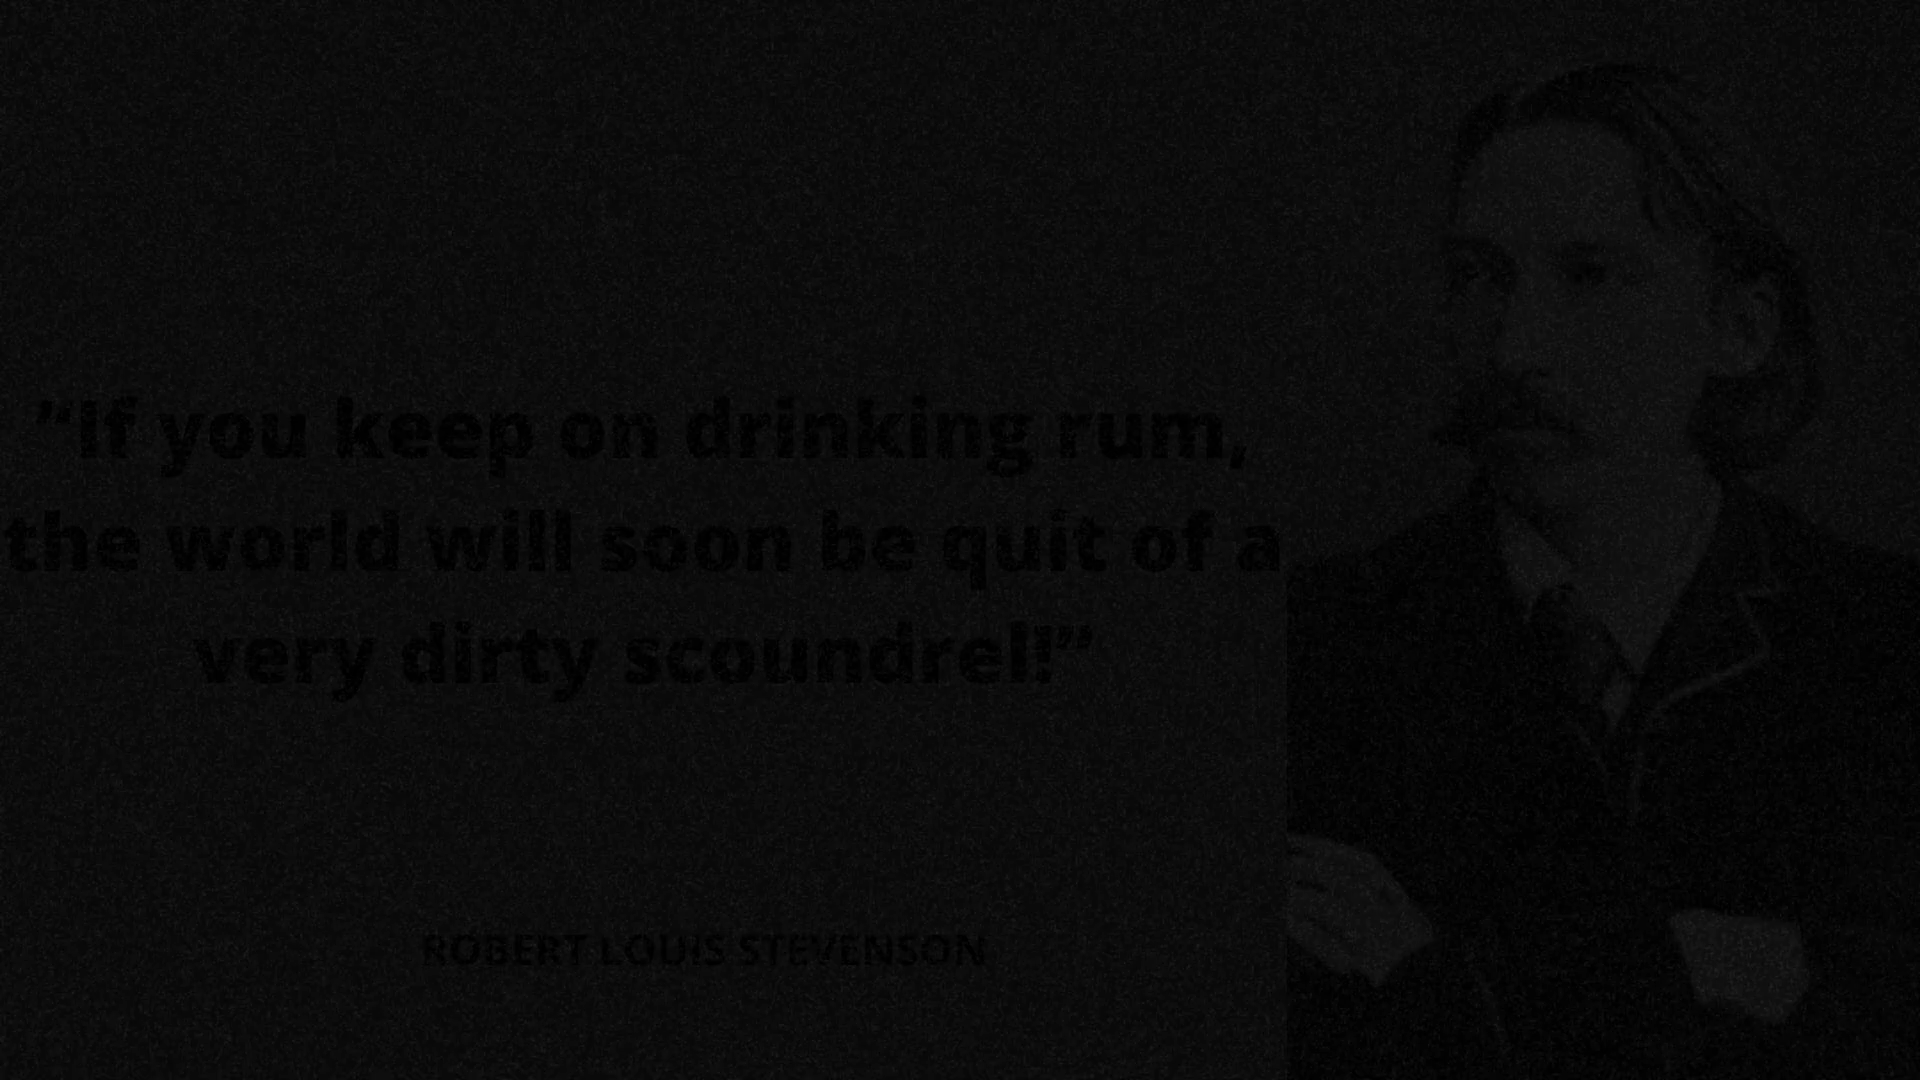 “If you keep on drinking rum,
the world will soon be quit of a
very dirty scoundrel!”
ROBERT LOUIS STEVENSON